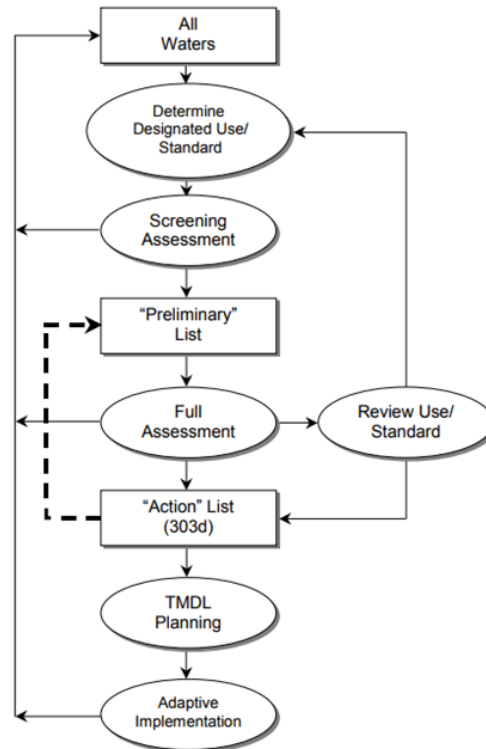 All
Waters
Determine
Designated Use/
Standard
Screening
Assessment
“Preliminary”
List
Full
Assessment
Review Use/
Standard
“Action” List
(303d)
TMDL
Planning
Adaptive
Implementation